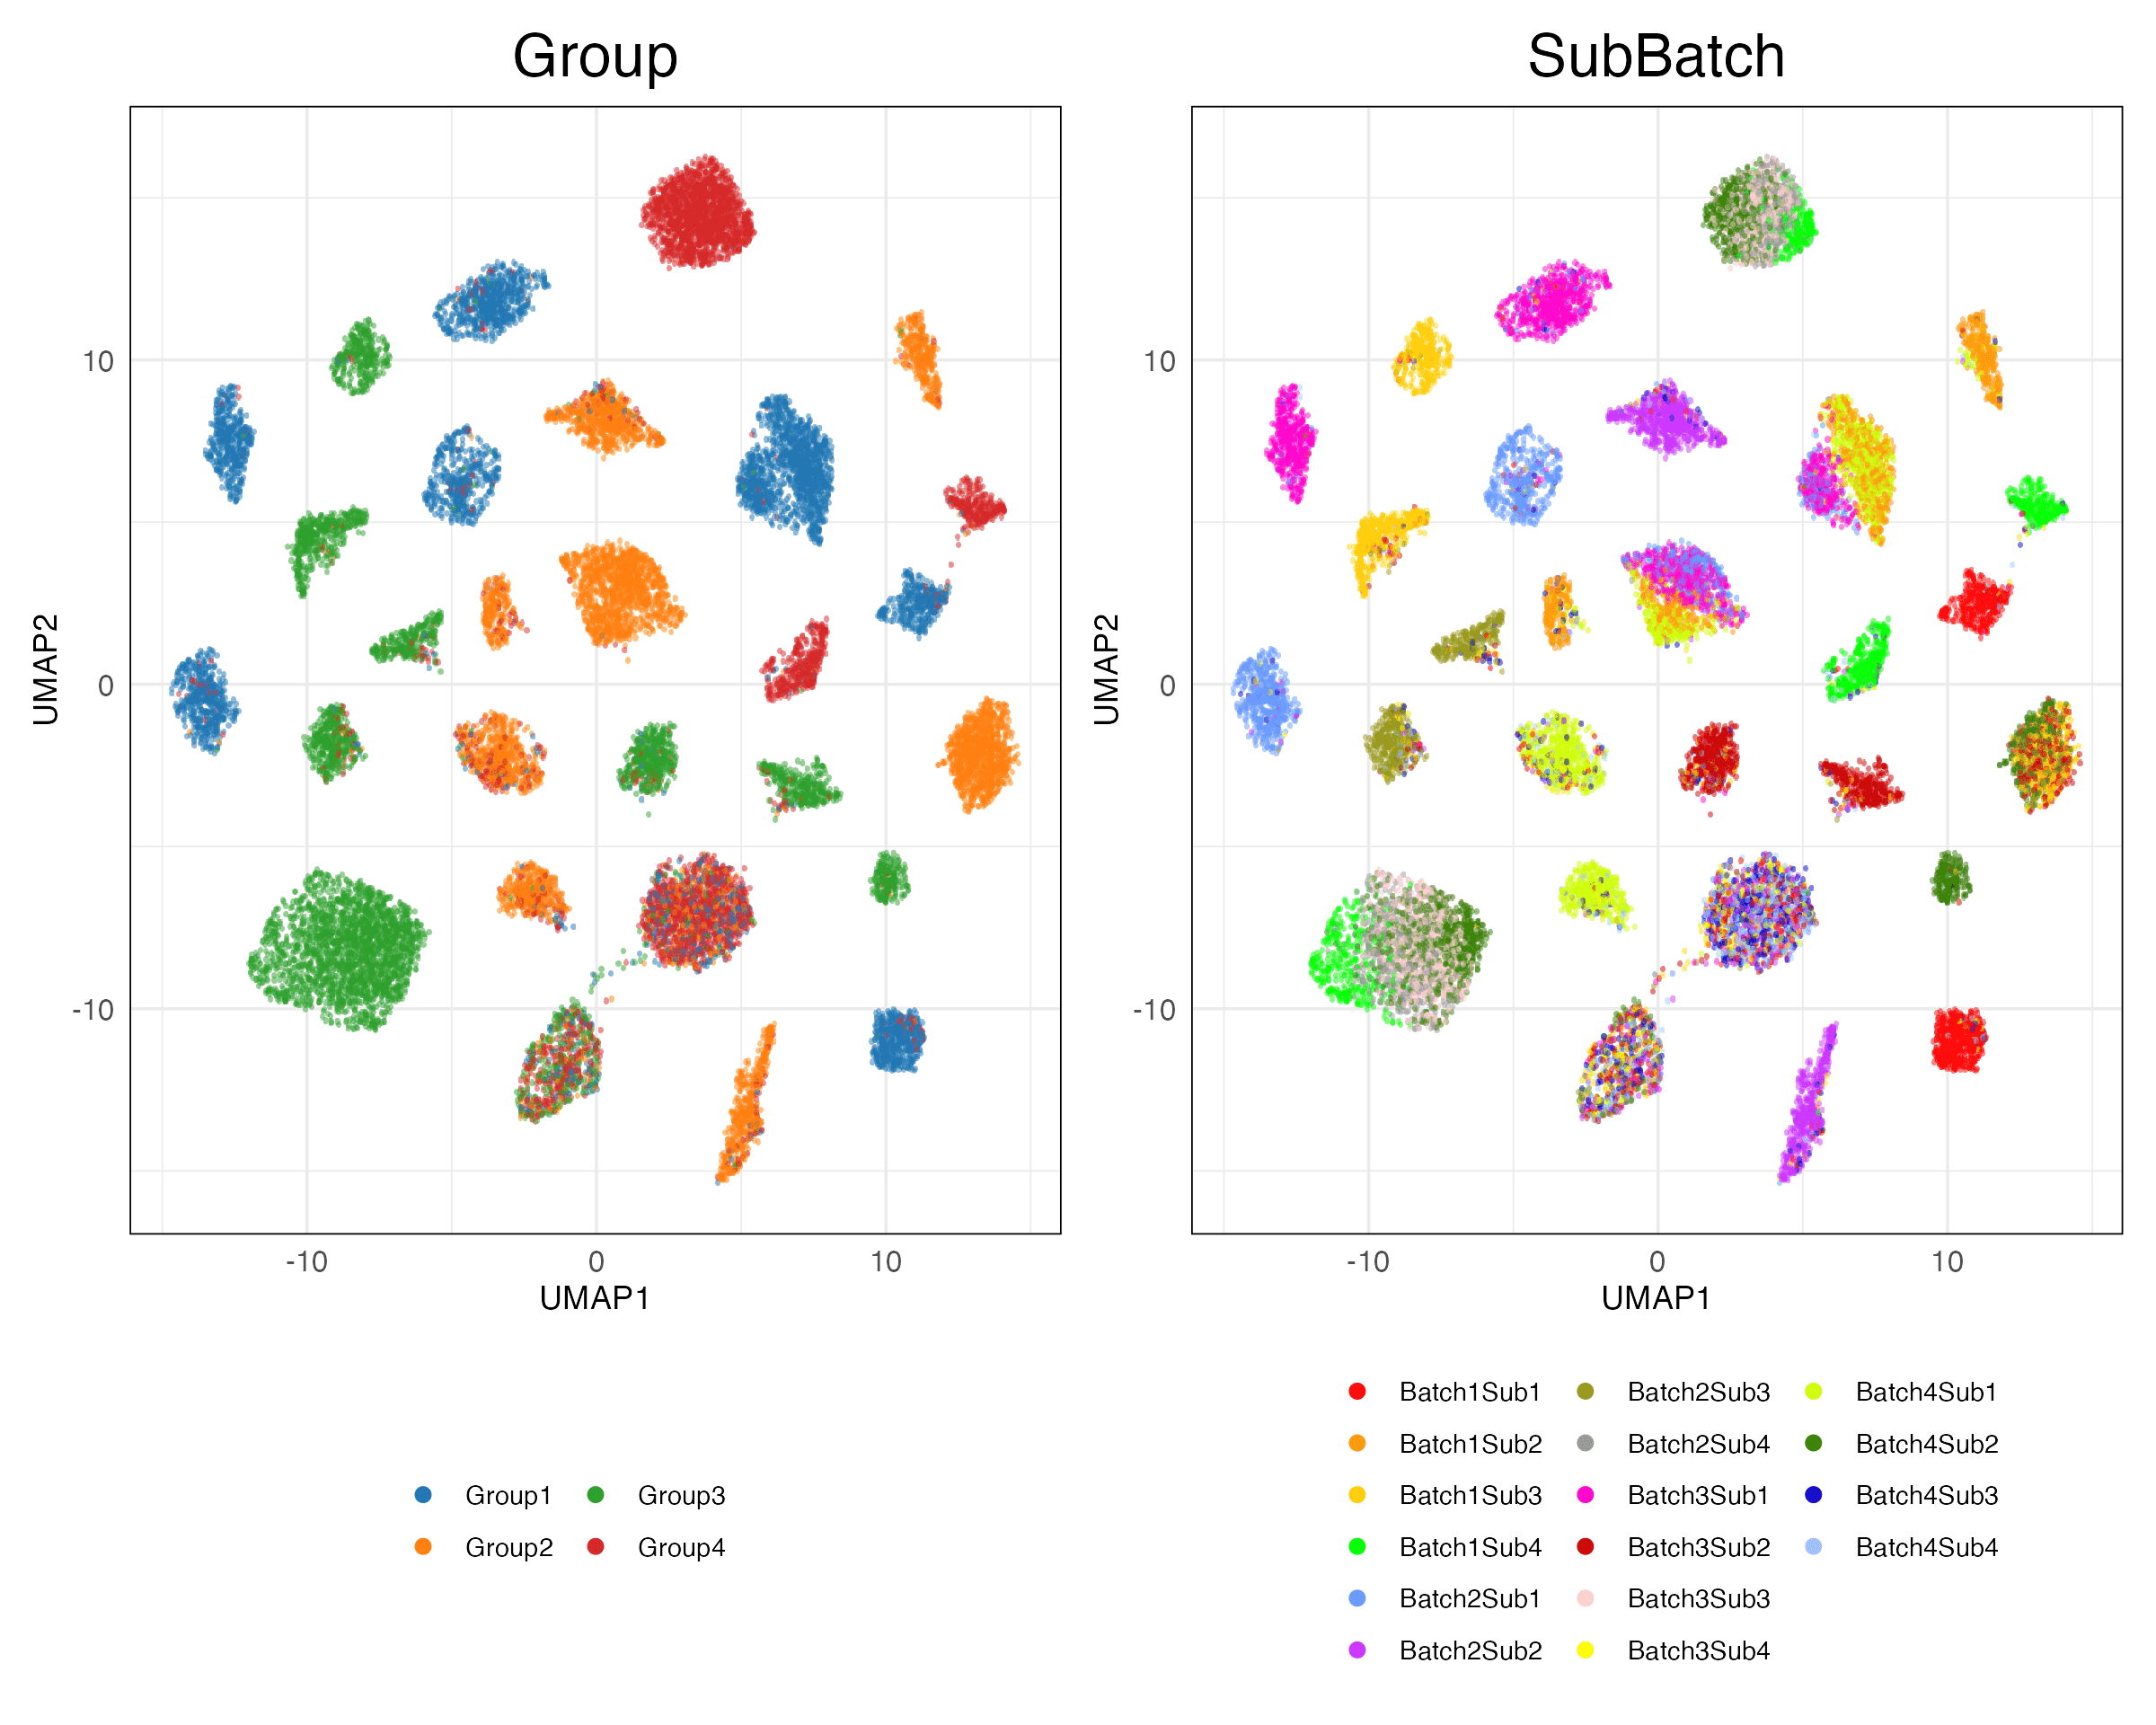 Group
SubBatch
10
0
-10
UMAP2
-10 0 10
UMAP1
10
0
-10
UMAP2
-10 0 10
UMAP1
Group1 Group3
Group2 Group4
Batch1Sub1 Batch2Sub3 Batch4Sub1
Batch1Sub2 Batch2Sub4 Batch4Sub2
Batch1Sub3 Batch3Sub1 Batch4Sub3
Batch1Sub4 Batch3Sub2 Batch4Sub4
Batch2Sub1 Batch3Sub3
Batch2Sub2 Batch3Sub4